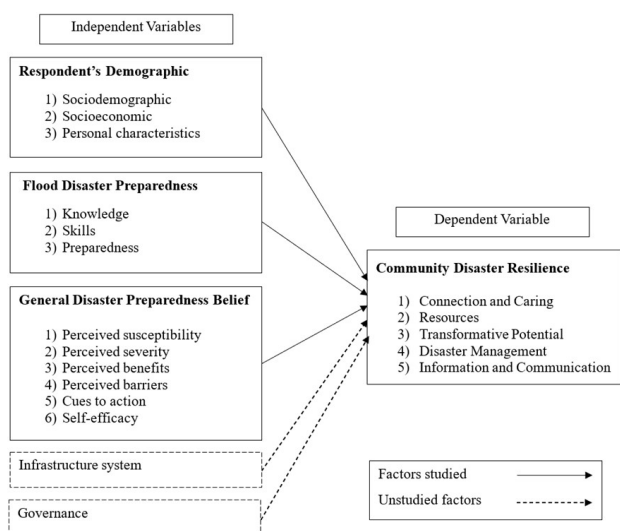 Independent Variables
Respondent's Demographic
1) Sociodemographic
2) Socioeconomic
3) Personal characteristics
Flood Disaster Preparedness
1) Knowledge
2) Skills
3) Preparedness
General Disaster Preparedness Belief
1) Perceived susceptibility
2) Perceived severity
3) Perceived benefits
4) Perceived barriers
5) Cues to action
6) Self-efficacy
Infrastructure system
Governance
Dependent Variable
Community Disaster Resilience
1) Connection and Caring
2) Resources
3) Transformative Potential
4) Disaster Management
5) Information and Communication
Factors studied
Unstudied factors